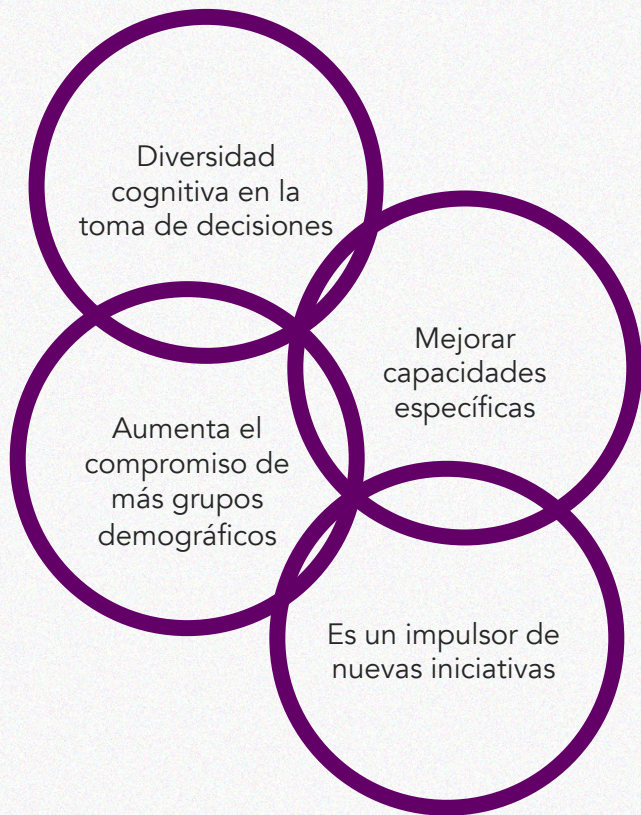 Diversidad
cognitiva en la
toma de decisiones
Mejorar
capacidades
específicas
Aumenta el
compromiso de
más grupos
demográficos
Es un impulsor de
nuevas iniciativas